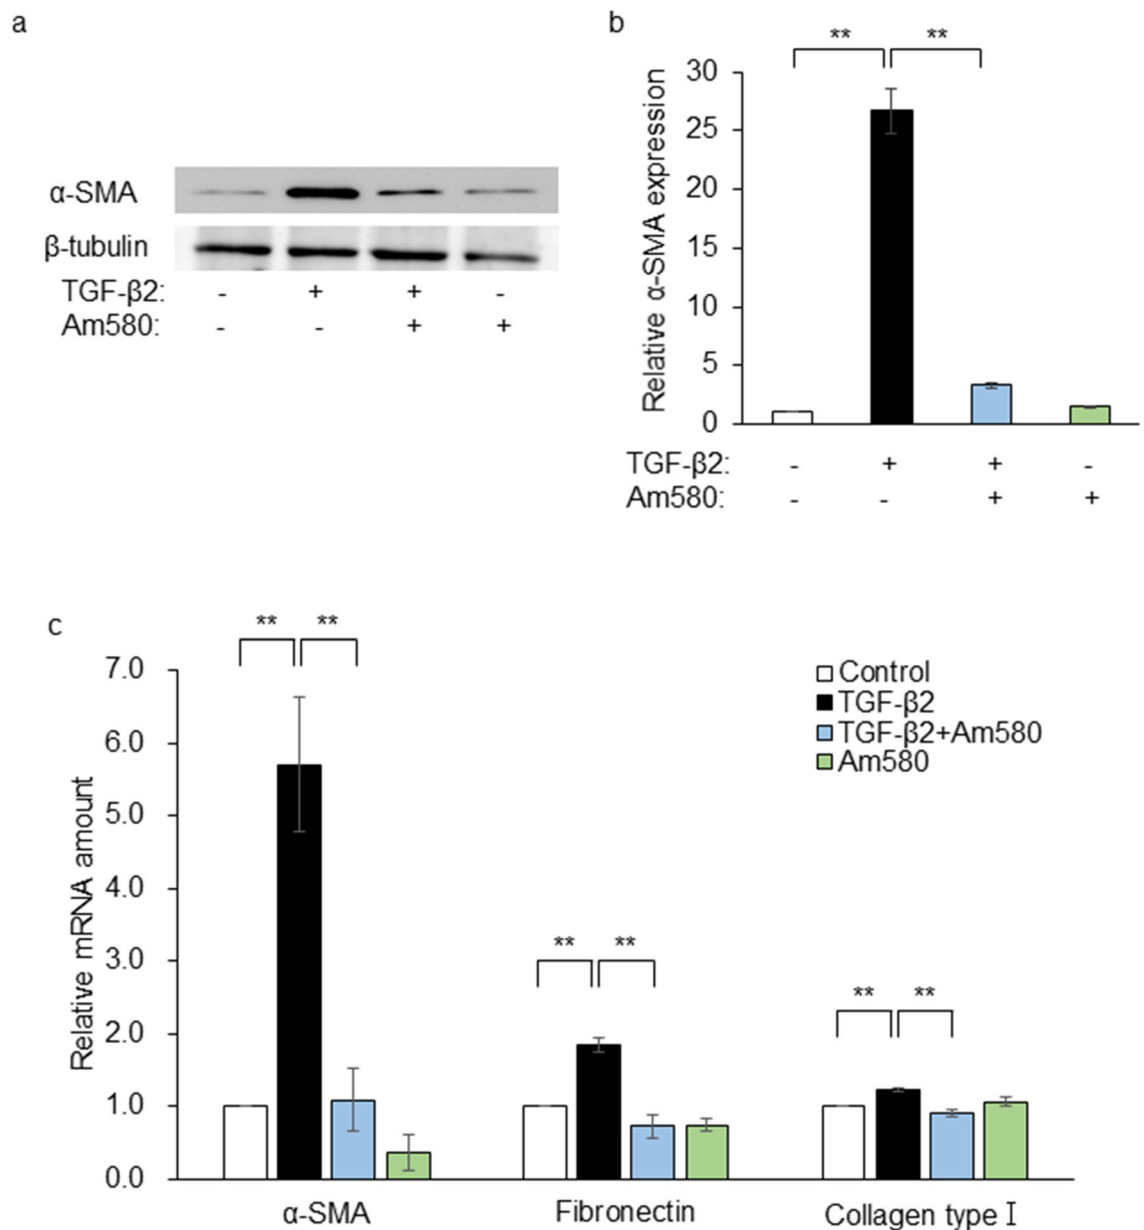 a
α-SMA
β-tubulin
TGF-β2: - + + -
Am580: - - + +
b
** **
Relative α-SMA expression
30
25
20
15
10
5
0
TGF-β2: - + + -
Am580: - - + +
c
** **
Relative mRNA amount
7.0
6.0
5.0
4.0
3.0
2.0
1.0
0.0
** **
** **
Control
TGF-β2
TGF-β2+Am580
Am580
α-SMA Fibronectin Collagen type Ⅰ